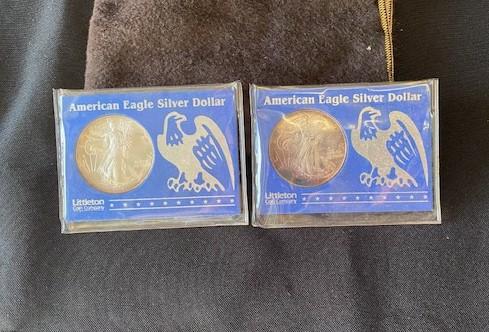 American Eagle Silver Dollar
Littleton
Coin Company
American Eagle Silver Dollar
Littleton
Coin Company